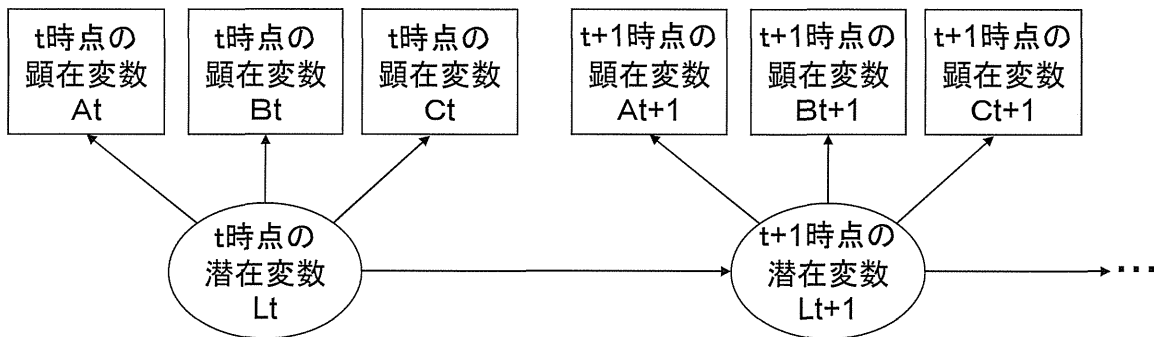 t時点の
顕在変数
At
t時点の
顕在変数
Bt
t時点の
顕在変数
Ct
t+1時点の
顕在変数
At+1
t+1時点の
顕在変数
Bt+1
t+1時点の
顕在変数
Ct+1
t時点の
潜在変数
Lt
t+1時点の
潜在変数
Lt+1
…